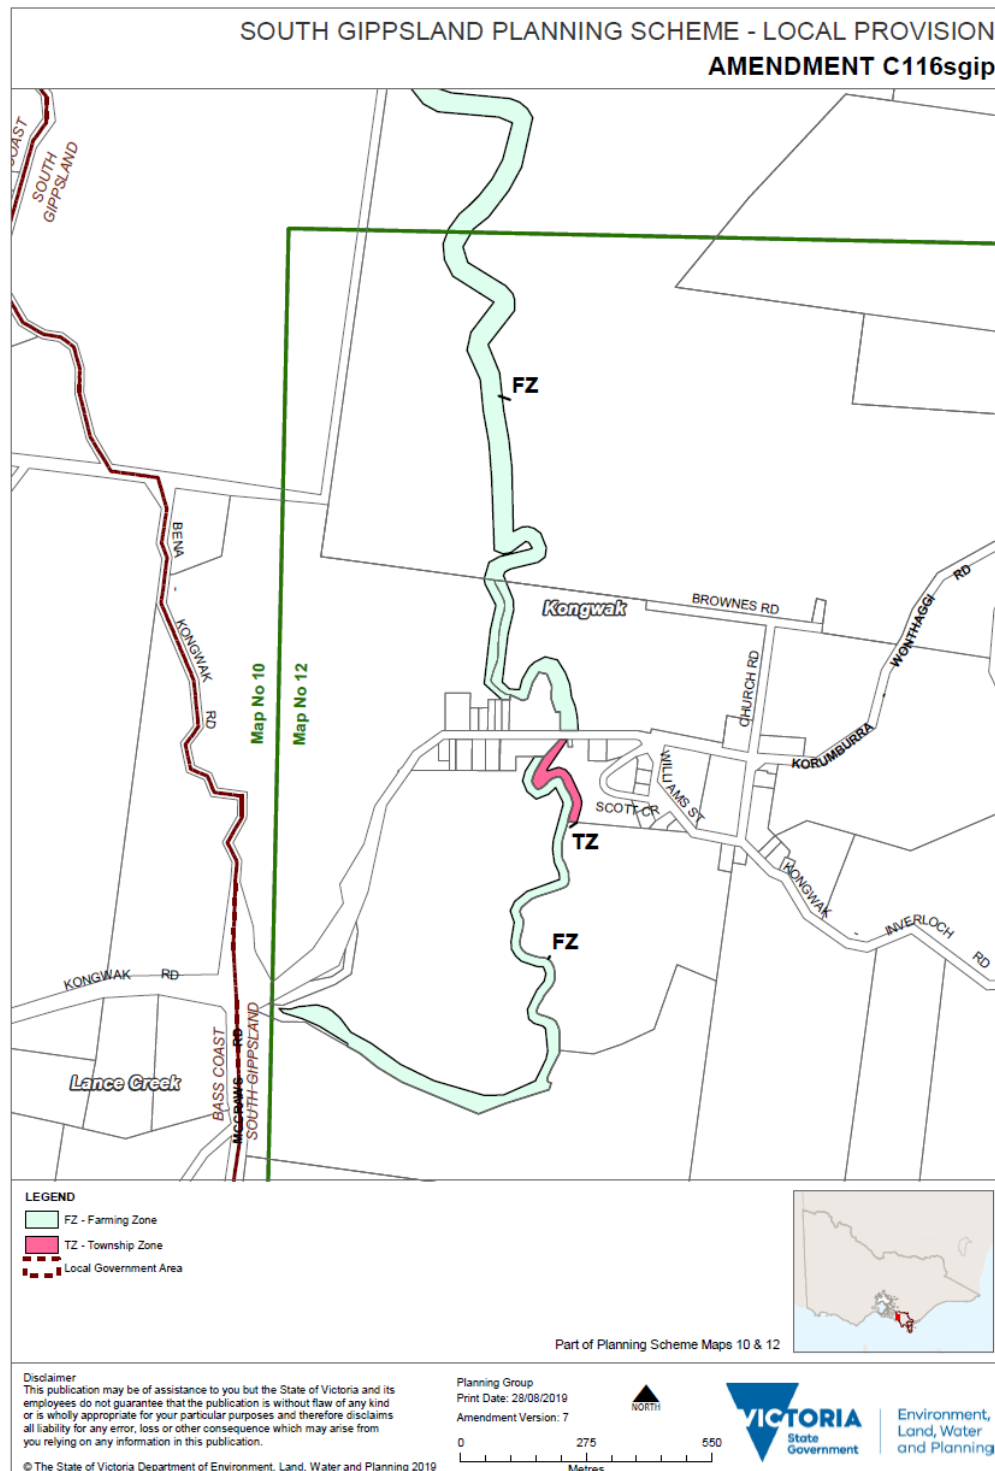 SOUTH GIPPSLAND PLANNING SCHEME - LOCAL PROVISION
AMENDMENT C116sgip
COAST
SOUTH
GIPPSLAND
FZ
BENA
-
KONGWAK
RD
Map No 10
Map No 12
Kongwak
BROWNES RD
CHURCH RD
WONTHAGGI
RD
-
KORUMBURRA
WILLIAMS ST
SCOTT CR
TZ
KONGWAK
-
INVERLOCH
RD
FZ
KONGWAK RD
BASS COAST
MCGRAWS RD
SOUTH GIPPSLAND
Lance Creek
LEGEND
FZ - Farming Zone
TZ - Township Zone
Local Government Area
Part of Planning Scheme Maps 10 & 12
Disclaimer
This publication may be of assistance to you but the State of Victoria and its
employees do not guarantee that the publication is without flaw of any kind
or is wholly appropriate for your particular purposes and therefore disclaims
all liability for any error, loss or other consequence which may arise from
you relying on any information in this publication.
© The State of Victoria Department of Environment, Land, Water and Planning 2019
Planning Group
Print Date: 28/08/2019
Amendment Version: 7
NORTH
0 275 550
Metres
VICTORIA
State
Government
Environment,
Land, Water
and Planning